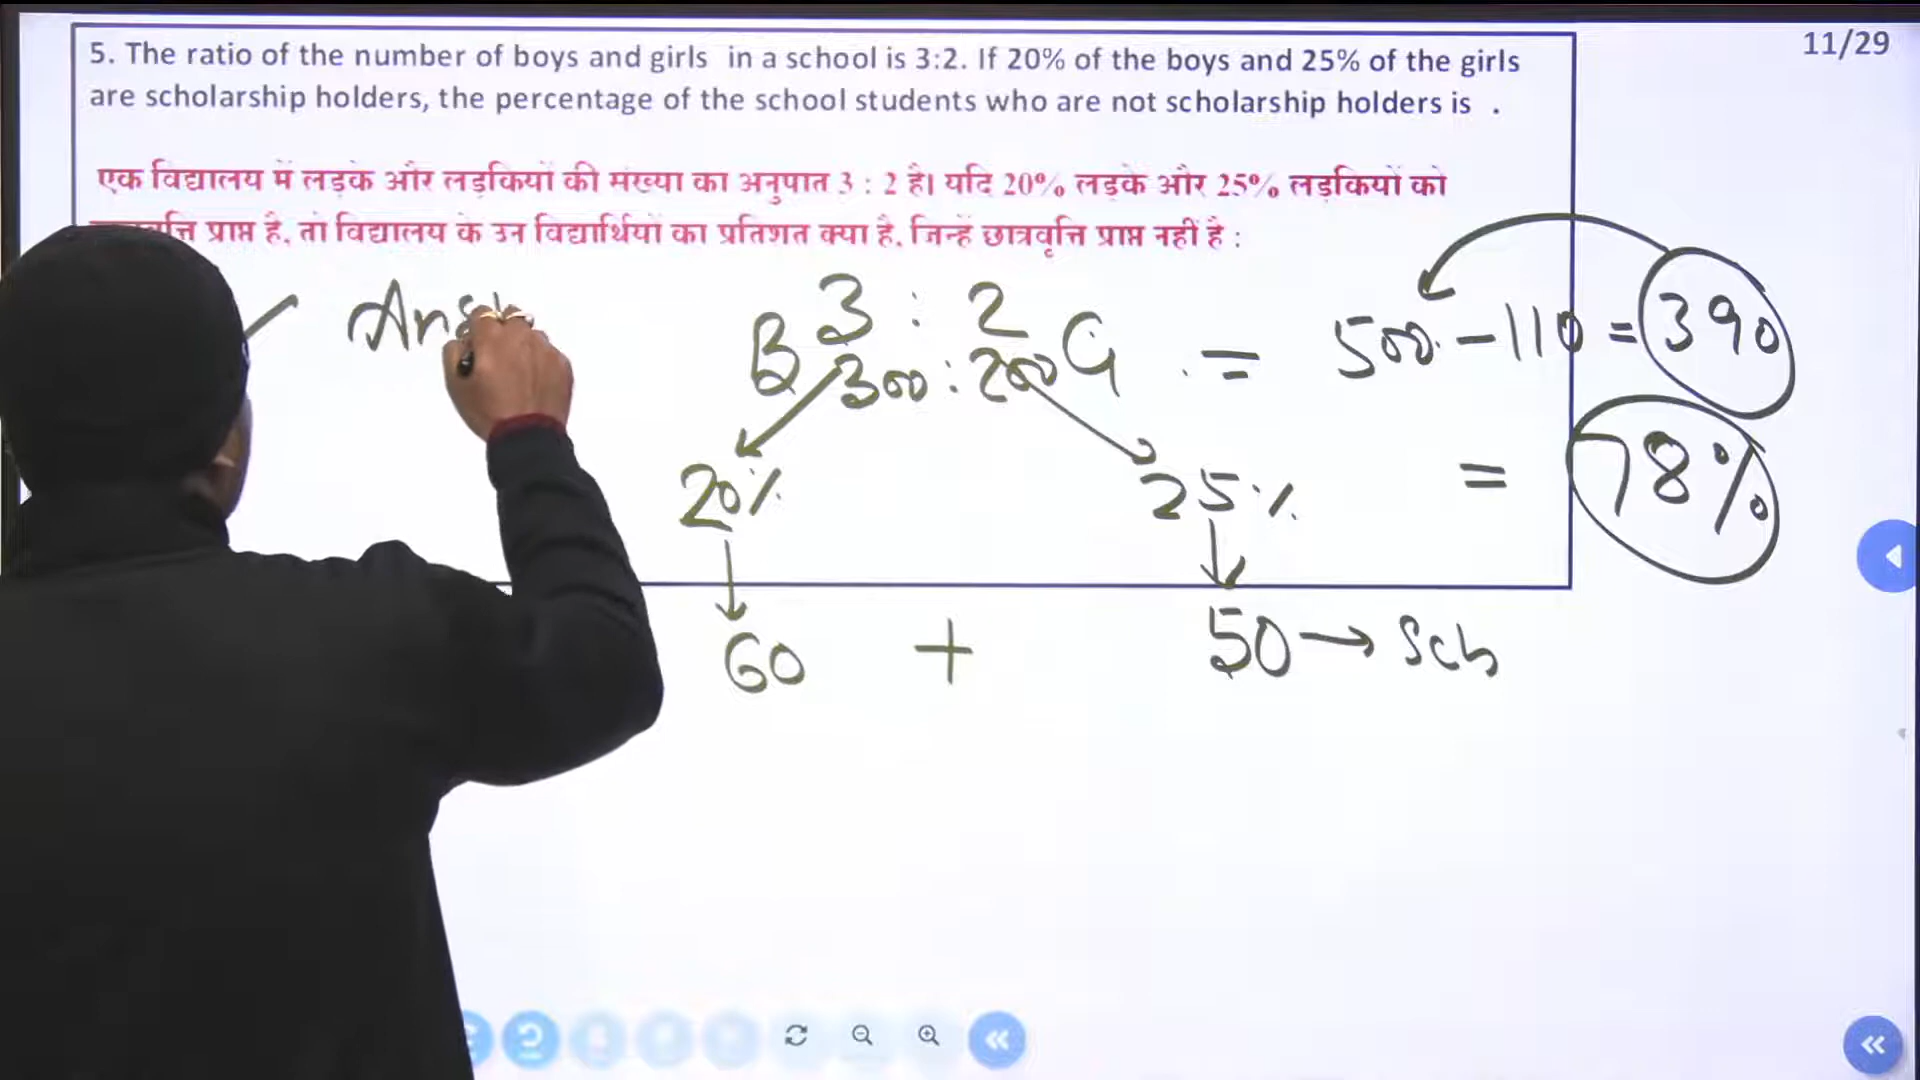 11/29
5. The ratio of the number of boys and girls in a school is 3:2. If 20% of the boys and 25% of the girls
are scholarship holders, the percentage of the school students who are not scholarship holders is .
एक विद्यालय में लड़के और लड़कियों की संख्या का अनुपात 3 : 2 है। यदि 20% लड़के और 25% लड़कियों को
प्राप्त है, तो विद्यालय के उन विद्यार्थियों का प्रतिशत क्या है, जिन्हें छात्रवृत्ति प्राप्त नहीं है :
Ans
3 : 2
B 300 : 200 G = 500 - 110 = 390
20% 25% = 78%
60 + 50 → Sch